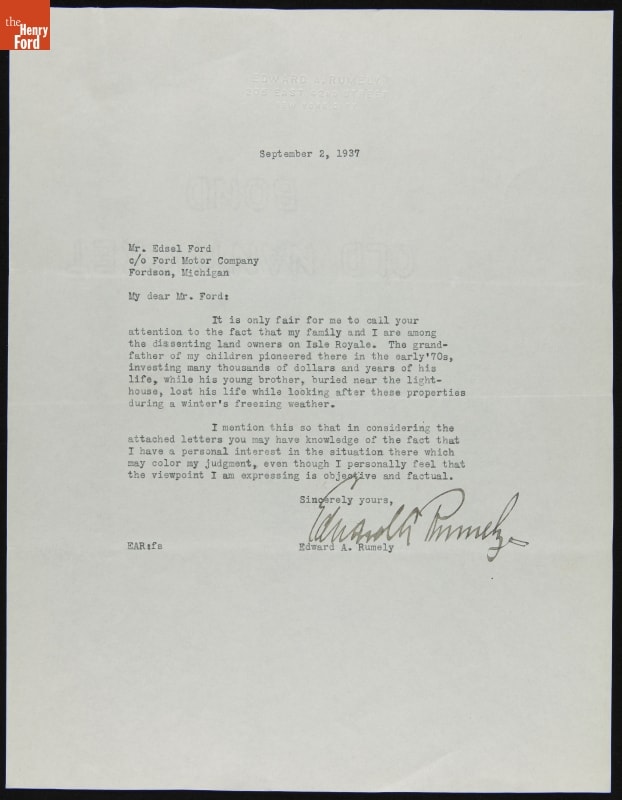 the
Henry
Ford
EDWARD A. RUMELY
NEW YORK CITY
September 2, 1937
Mr. Edsel Ford
c/o Ford Motor Company
Fordson, Michigan
My dear Mr. Ford:
It is only fair for me to call your
attention to the fact that my family and I are among
the dissenting land owners on Isle Royale. The grand-
father of my children pioneered there in the early '70s,
investing many thousands of dollars and years of his
life, while his young brother, buried near the light-
house, lost his life while looking after these properties
during a winter's freezing weather.
I mention this so that in considering the
attached letters you may have knowledge of the fact that
I have a personal interest in the situation there which
may color my judgment, even though I personally feel that
the viewpoint I am expressing is objective and factual.
Sincerely yours,
Edward A Rumely
EAR:fs
Edward A. Rumely